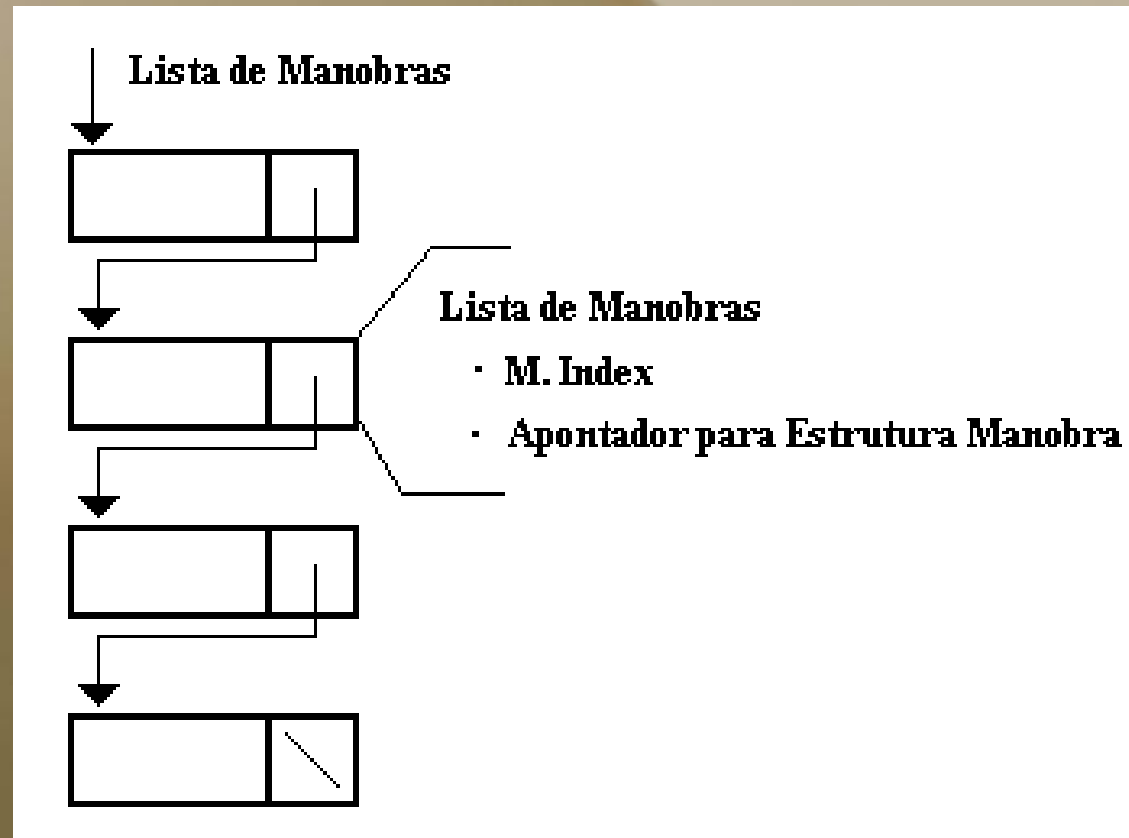 Lista de Manobras
Lista de Manobras
· M. Index
· Apontador para Estrutura Manobra